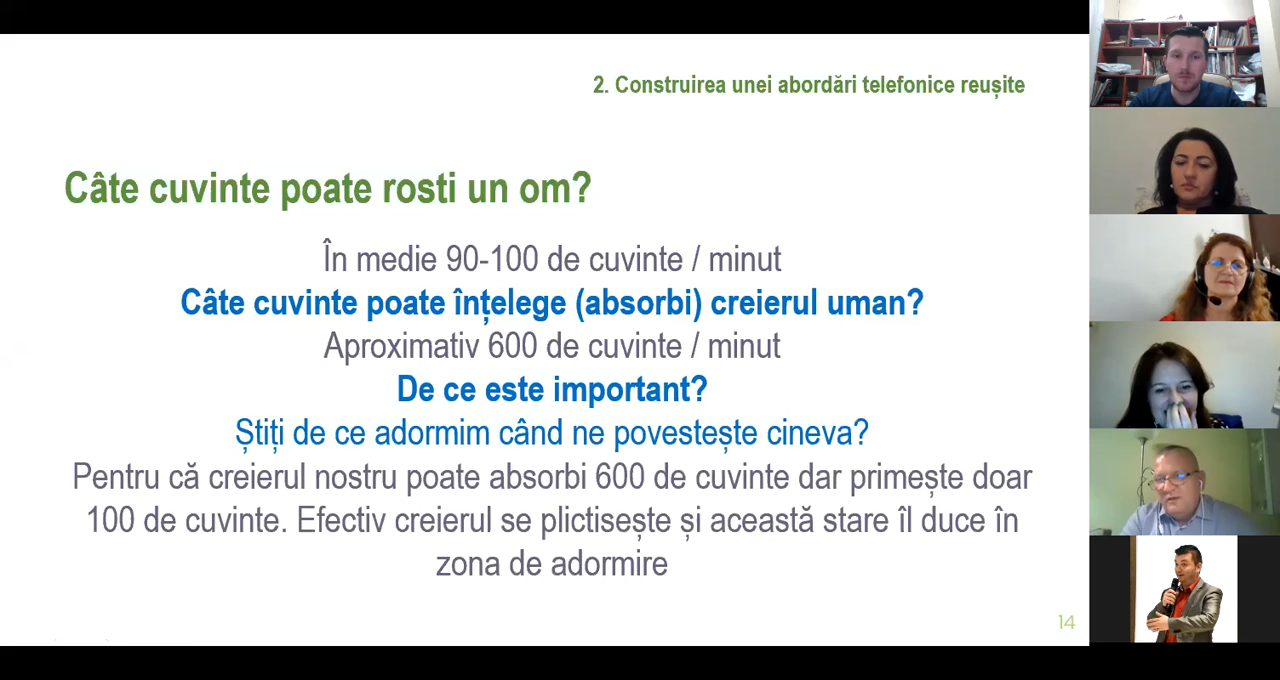 2. Construirea unei abordări telefonice reușite
Câte cuvinte poate rosti un om?
În medie 90-100 de cuvinte / minut
Câte cuvinte poate înțelege (absorbi) creierul uman?
Aproximativ 600 de cuvinte / minut
De ce este important?
Știți de ce adormim când ne povestește cineva?
Pentru că creierul nostru poate absorbi 600 de cuvinte dar primește doar
100 de cuvinte. Efectiv creierul se plictisește și această stare îl duce în
zona de adormire
14